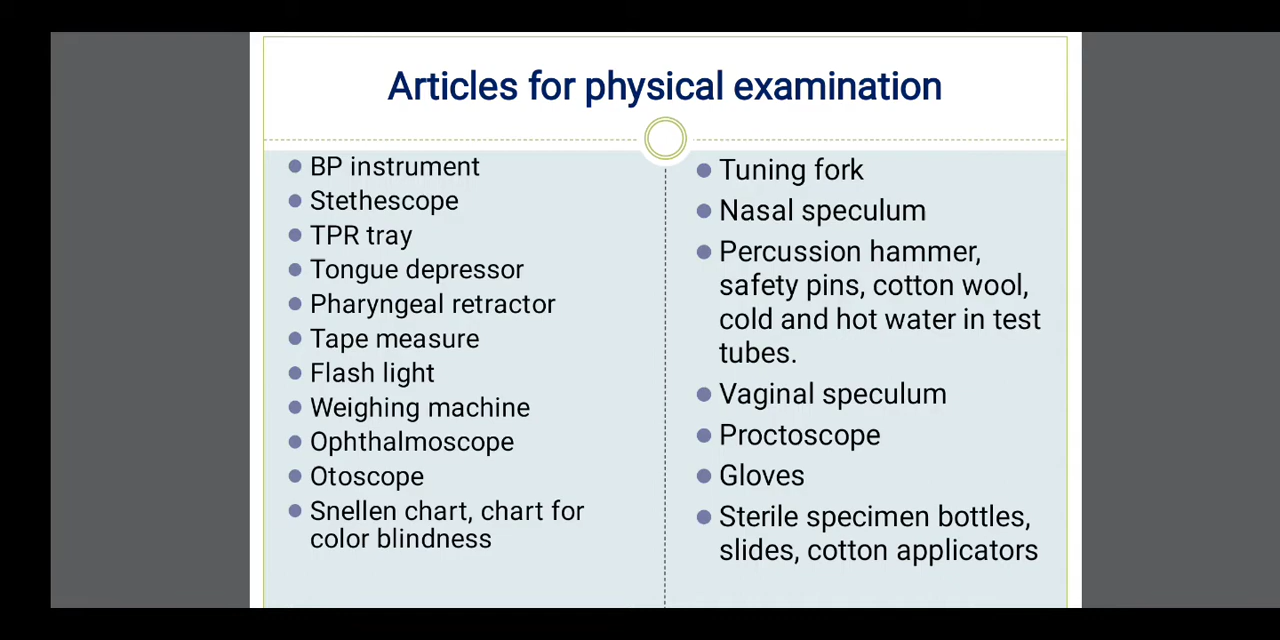 Articles for physical examination
BP instrument
Stethescope
TPR tray
Tongue depressor
Pharyngeal retractor
Tape measure
Flash light
Weighing machine
Ophthalmoscope
Otoscope
Snellen chart, chart for
color blindness
Tuning fork
Nasal speculum
Percussion hammer,
safety pins, cotton wool,
cold and hot water in test
tubes.
Vaginal speculum
Proctoscope
Gloves
Sterile specimen bottles,
slides, cotton applicators